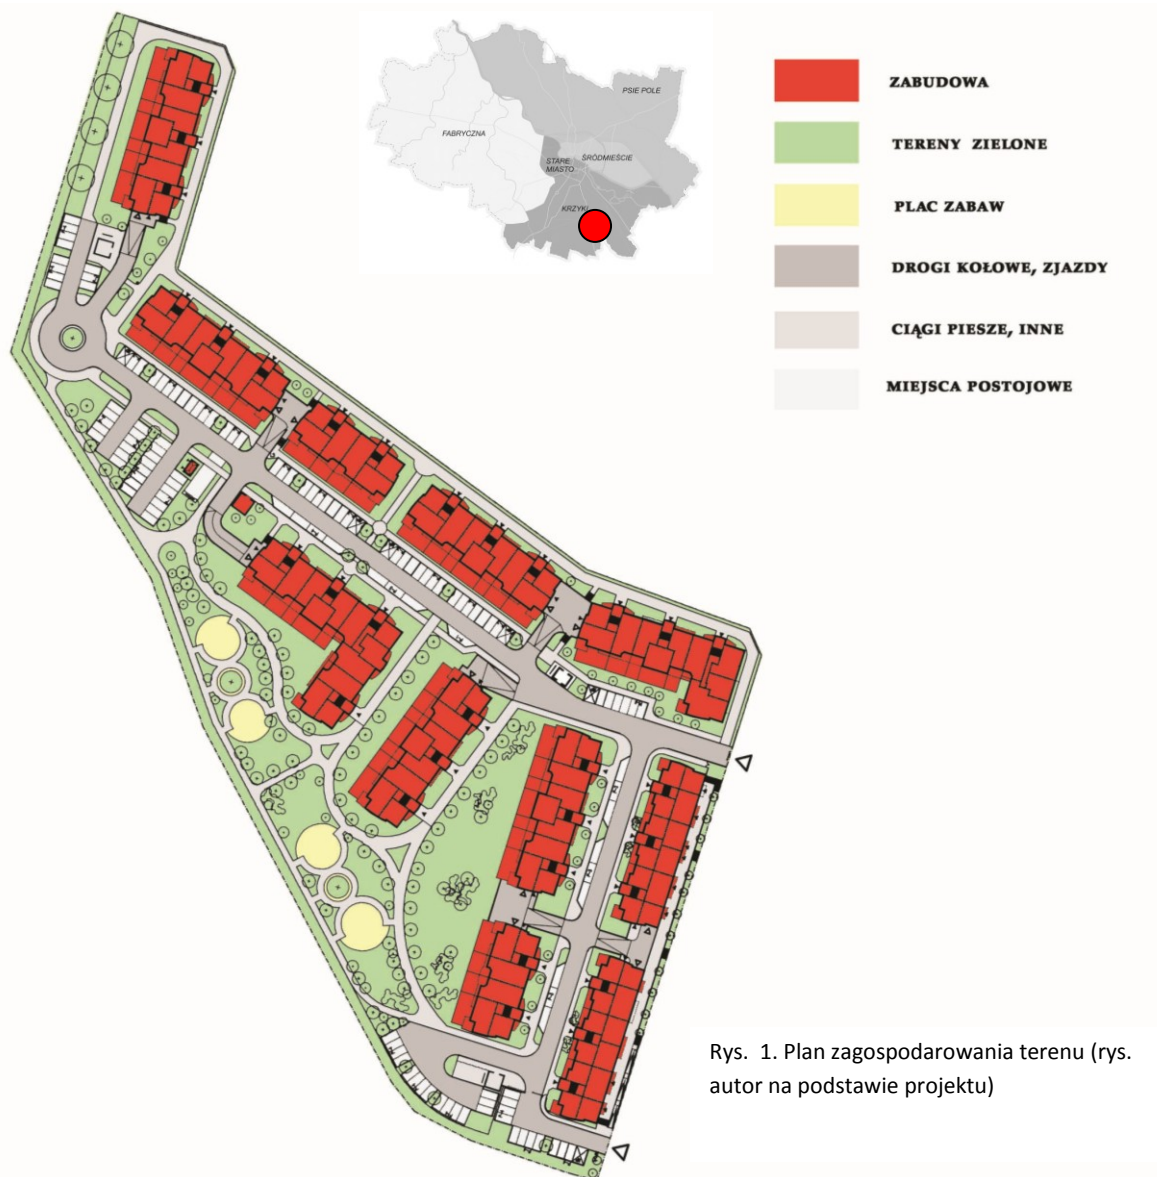 PSIE POLE
FABRYCZNA
ŚRÓDMIEŚCIE
STARE
MIASTO
KRZYKI
ZABUDOWA
TERENY ZIELONE
PLAC ZABAW
DROGI KOŁOWE, ZJAZDY
CIĄGI PIESZE, INNE
MIEJSCA POSTOJOWE
Rys. 1. Plan zagospodarowania terenu (rys.
autor na podstawie projektu)